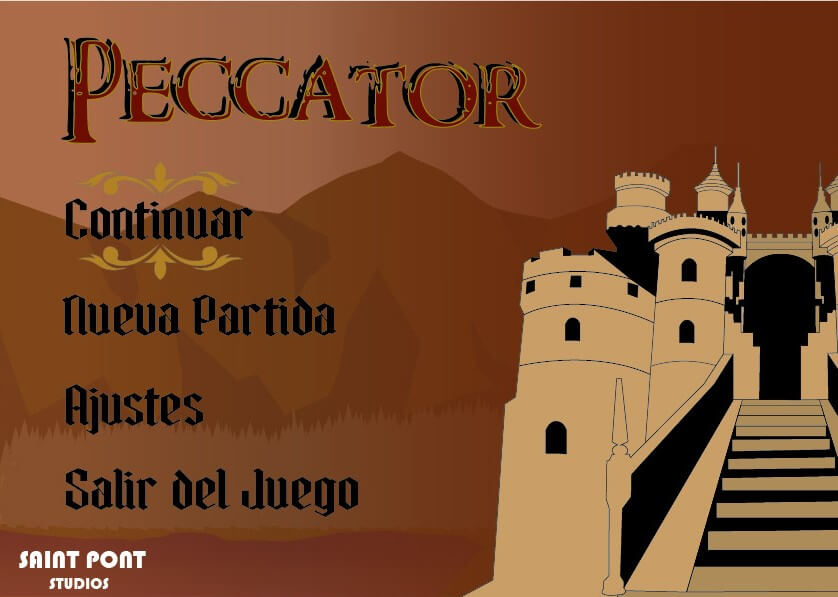 Peccator
Continuar
Nueva Partida
Ajustes
Salir del Juego
SAINT PONT
STUDIOS